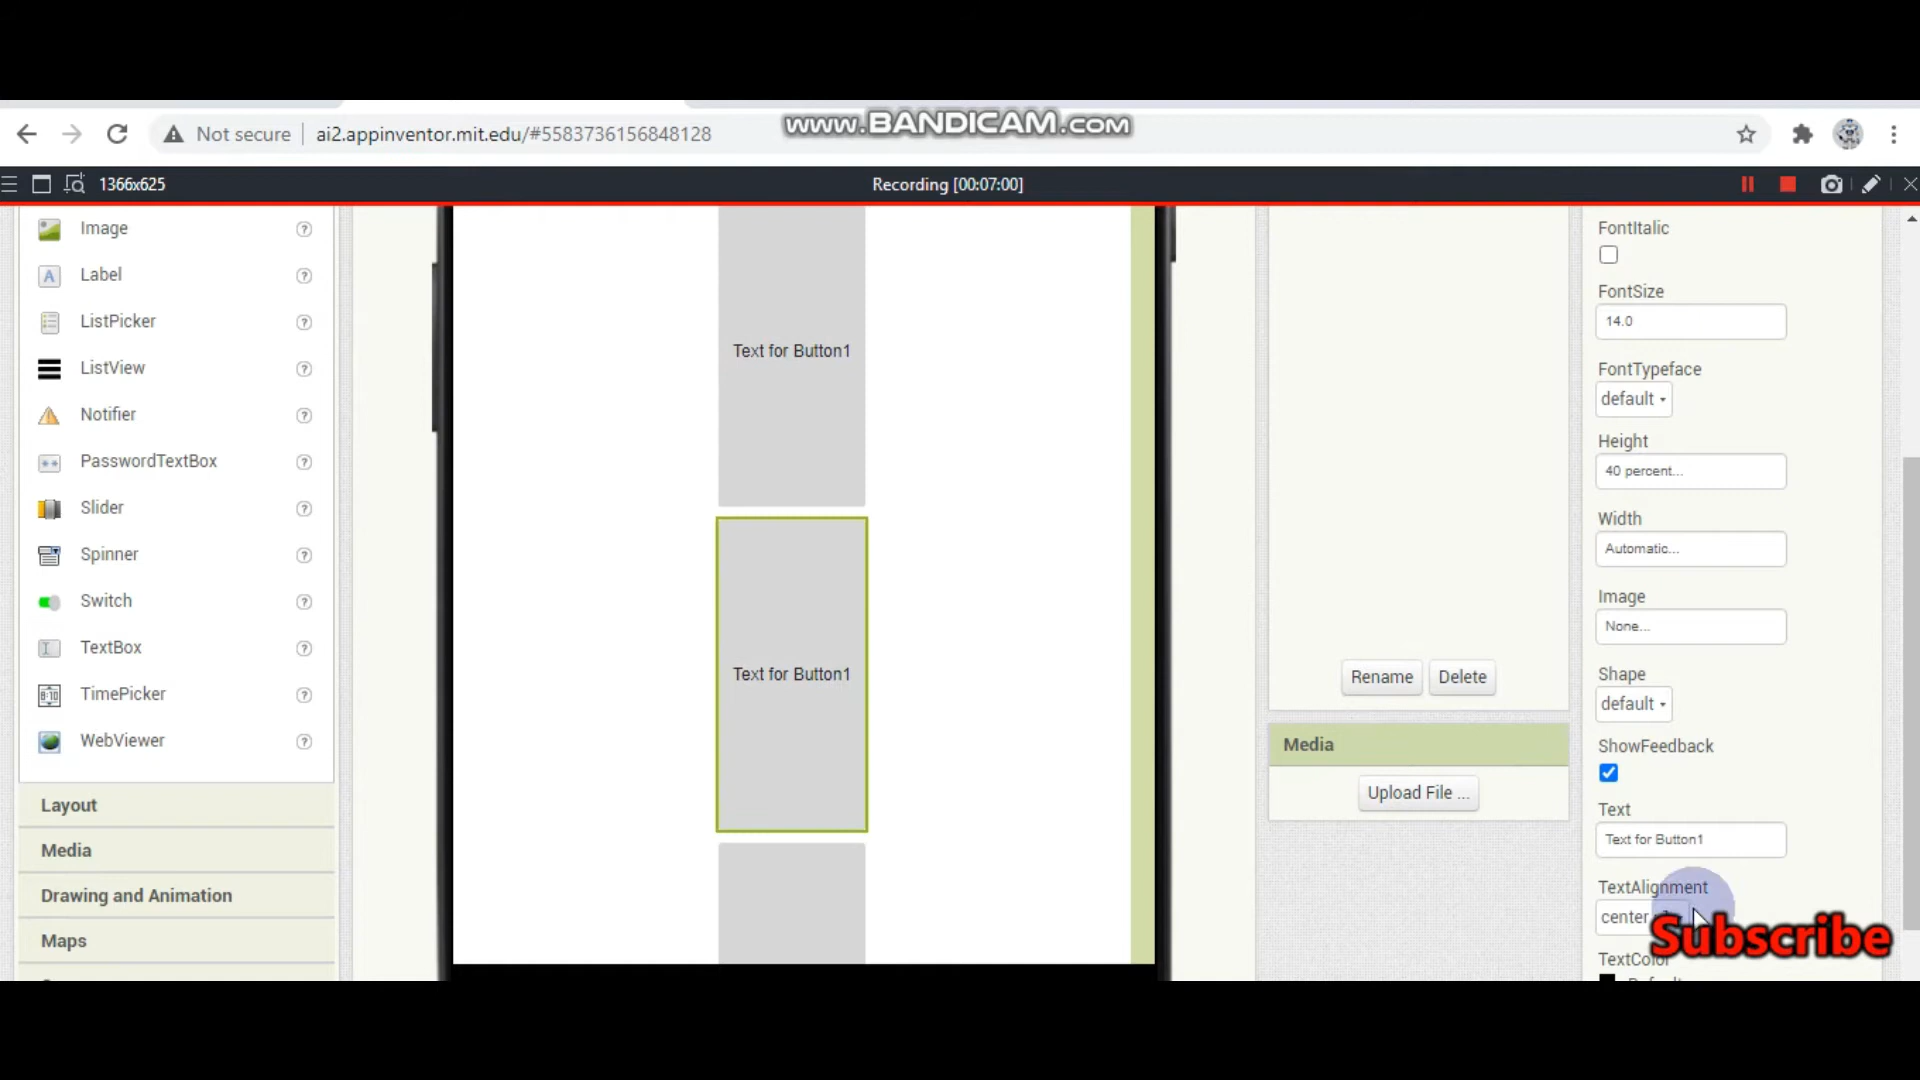 www.BANDICAM.com
Not secure
ai2.appinventor.mit.edu/#5583736156848128
1366x625
Recording [00:07:00]
Image
?
Label
?
ListPicker
?
ListView
?
Notifier
?
PasswordTextBox
?
Slider
?
Spinner
?
Switch
?
TextBox
?
TimePicker
?
WebViewer
?
Layout
Media
Drawing and Animation
Maps
Text for Button1
Text for Button1
Rename
Delete
Media
Upload File ...
FontItalic
FontSize
14.0
FontTypeface
default
Height
40 percent...
Width
Automatic...
Image
None...
Shape
default
ShowFeedback
Text
Text for Button1
TextAlignment
center
Subscribe
TextColor